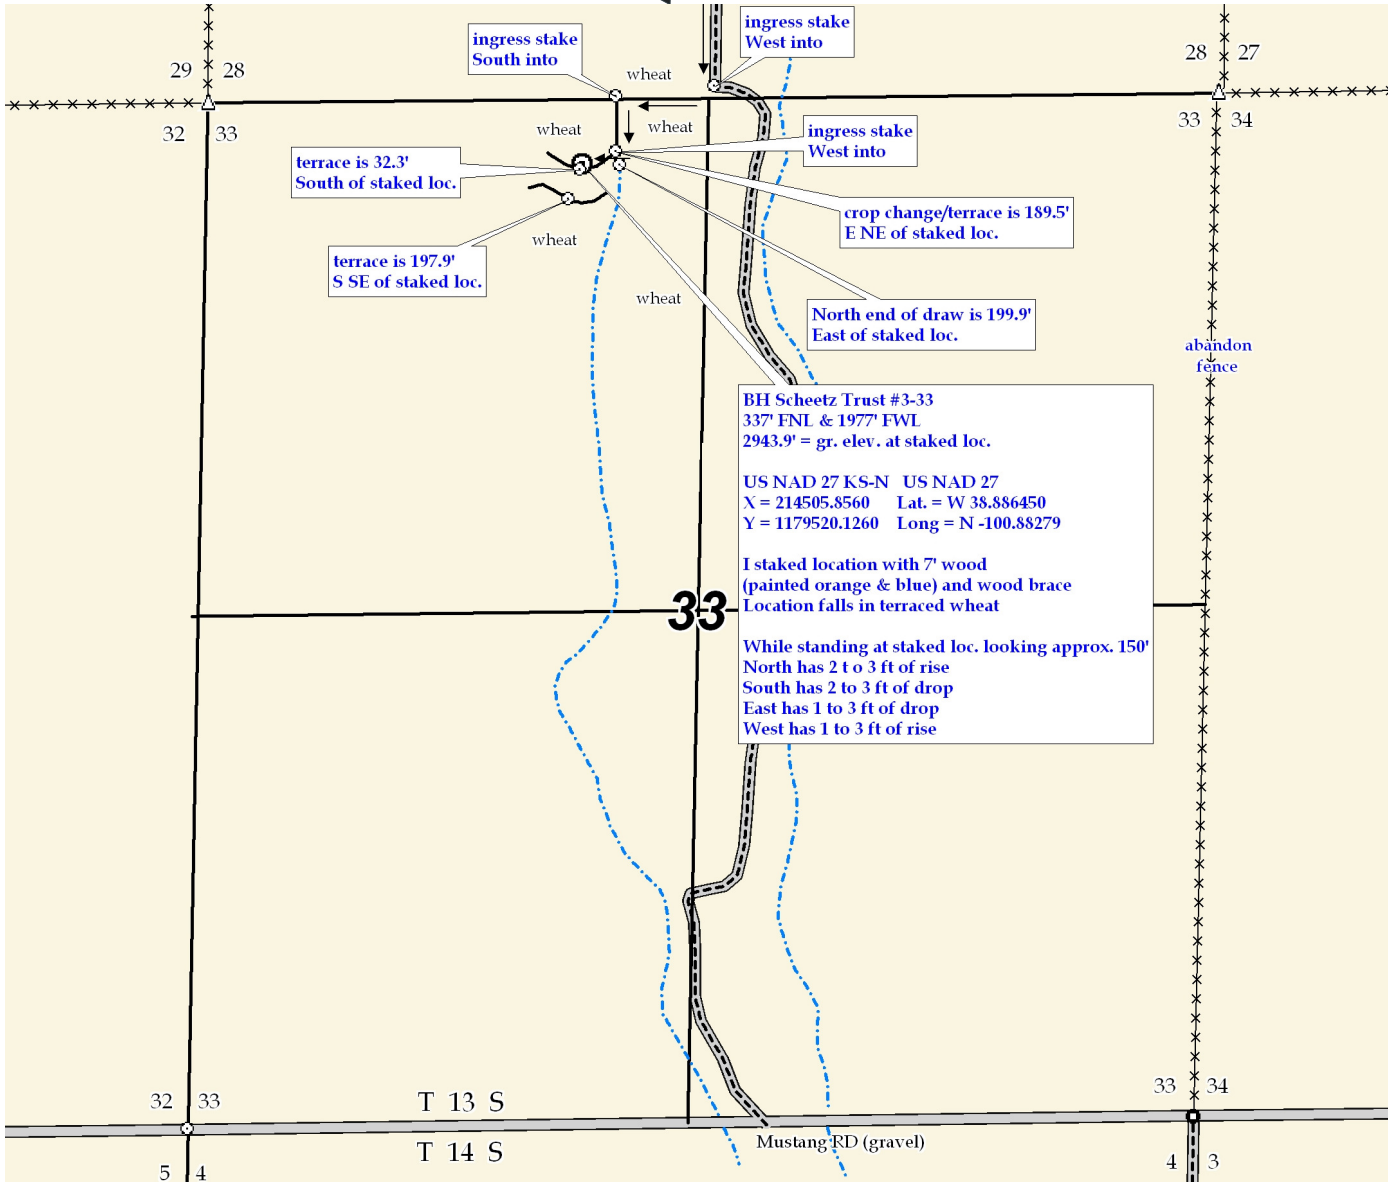 ingress stake
South into
ingress stake
West into
wheat
29 28
32 33
28 27
33 34
wheat
wheat
ingress stake
West into
terrace is 32.3'
South of staked loc.
crop change/terrace is 189.5'
E NE of staked loc.
wheat
terrace is 197.9'
S SE of staked loc.
wheat
North end of draw is 199.9'
East of staked loc.
abandon
fence
BH Scheetz Trust #3-33
337' FNL & 1977' FWL
2943.9' = gr. elev. at staked loc.
US NAD 27 KS-N US NAD 27
X = 214505.8560 Lat. = W 38.886450
Y = 1179520.1260 Long = N -100.88279
I staked location with 7' wood
(painted orange & blue) and wood brace
Location falls in terraced wheat
While standing at staked loc. looking approx. 150'
North has 2 t o 3 ft of rise
South has 2 to 3 ft of drop
East has 1 to 3 ft of drop
West has 1 to 3 ft of rise
33
32 33
T 13 S
33 34
T 14 S
Mustang RD (gravel)
5 4
4 3